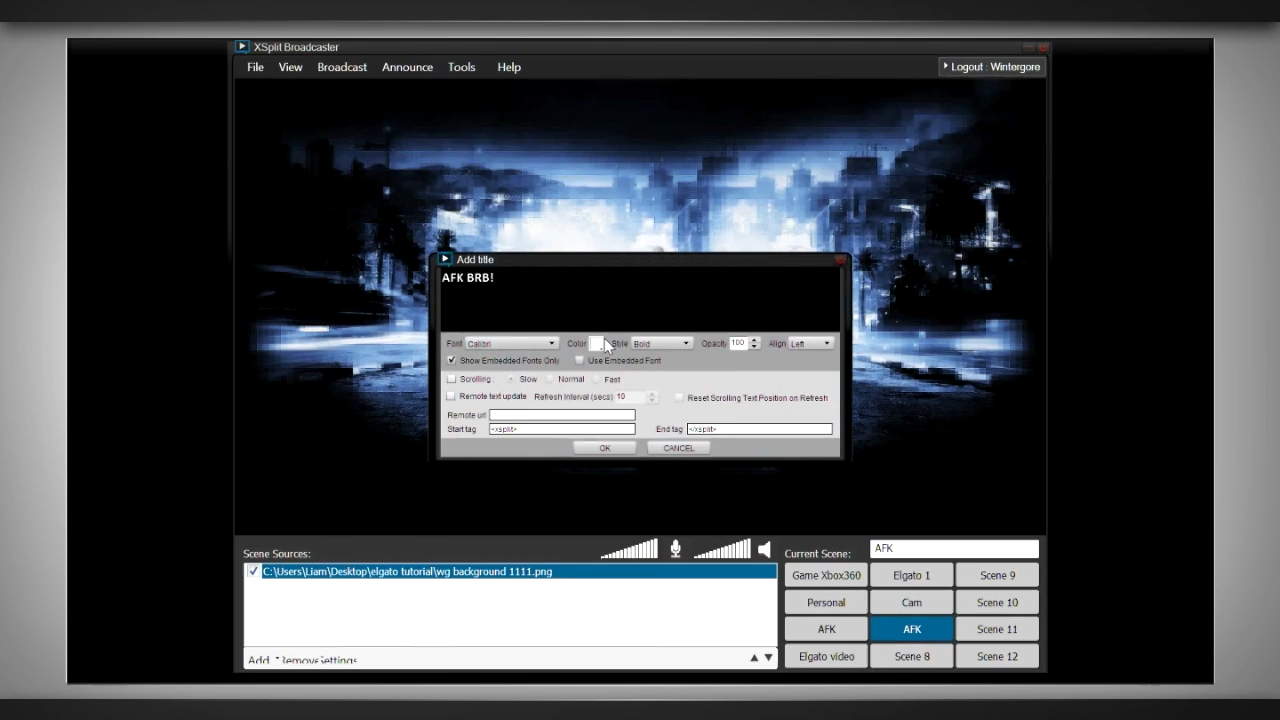 XSplit Broadcaster
File View Broadcast Announce Tools Help
Logout : Wintergore
Add title
AFK BRB!
Font Calibri Color Style Bold Opacity 100 Align Left
Show Embedded Fonts Only Use Embedded Font
Scrolling : Slow Normal Fast
Remote text update Refresh Interval (secs) 10 Reset Scrolling Text Position on Refresh
Remote url
Start tag <xsplit> End tag </xsplit>
OK CANCEL
Scene Sources:
Current Scene: AFK
C:\Users\Liam\Desktop\elgato tutorial\wg background 1111.png
Game Xbox360 Elgato 1 Scene 9
Personal Cam Scene 10
AFK AFK Scene 11
Elgato video Scene 8 Scene 12
Add Remove Settings